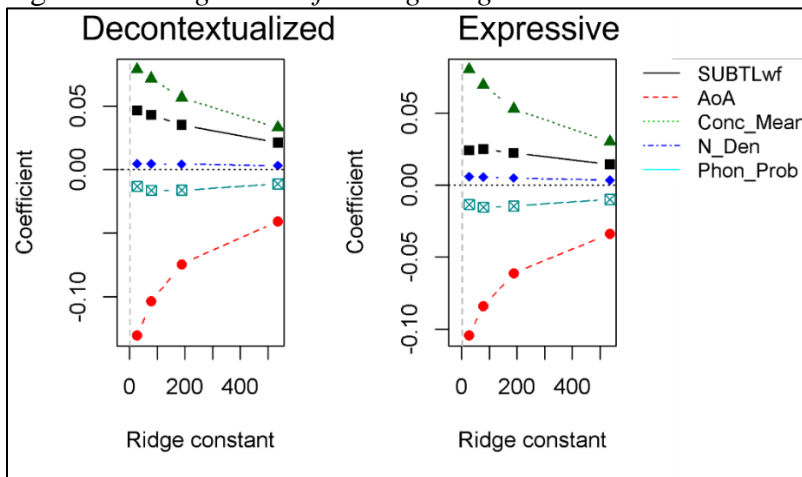 Decontextualized
Expressive
SUBTLwf
AoA
Conc_Mean
N_Den
Phon_Prob
Coefficient
0.05
0.00
-0.10
0 200 400
Ridge constant
Coefficient
0.05
0.00
-0.05
-0.10
0 200 400
Ridge constant